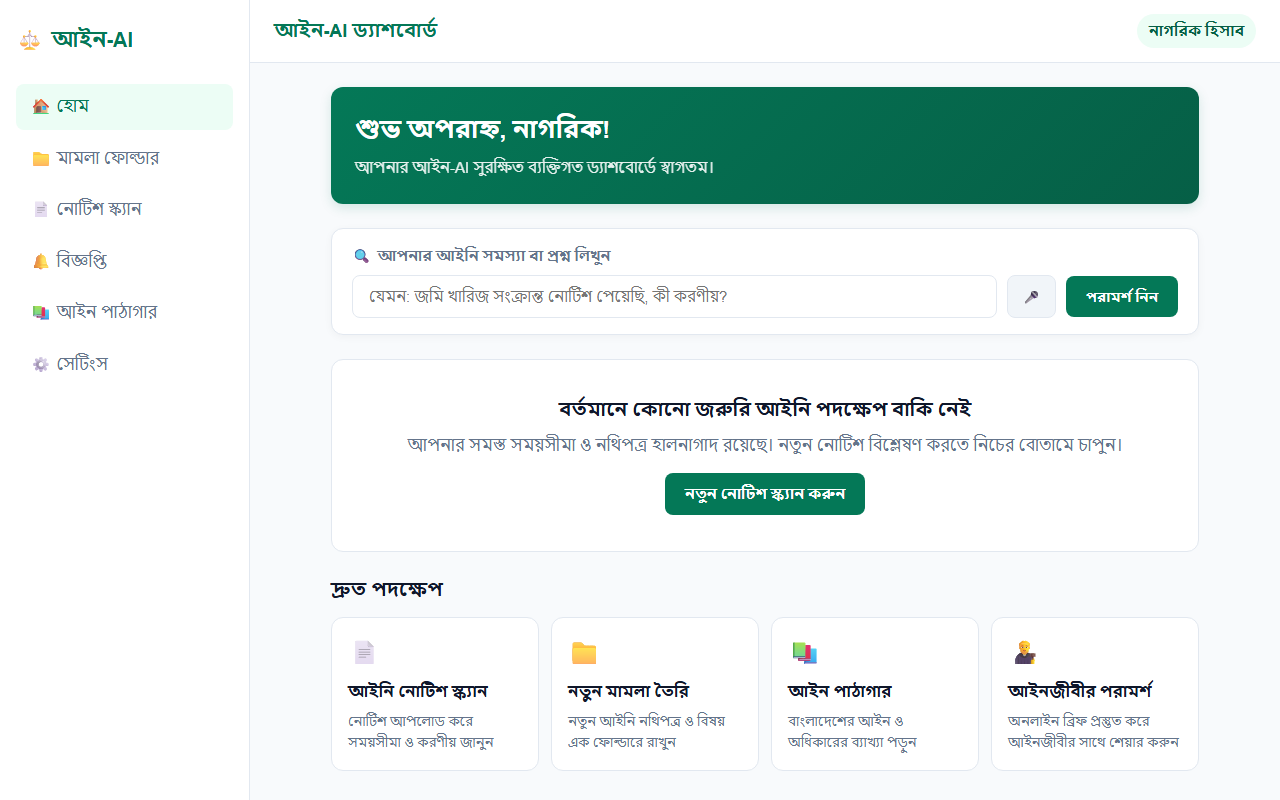 আইন-AI
হোম
মামলা ফোল্ডার
নোটিশ স্ক্যান
বিজ্ঞপ্তি
আইন পাঠাগার
সেটিংস
আইন-AI ড্যাশবোর্ড
নাগরিক হিসাব
শুভ অপরাহ্ন, নাগরিক!
আপনার আইন-AI সুরক্ষিত ব্যক্তিগত ড্যাশবোর্ডে স্বাগতম।
আপনার আইনি সমস্যা বা প্রশ্ন লিখুন
যেমন: জমি খারিজ সংক্রান্ত নোটিশ পেয়েছি, কী করণীয়?
পরামর্শ নিন
বর্তমানে কোনো জরুরি আইনি পদক্ষেপ বাকি নেই
আপনার সমস্ত সময়সীমা ও নথিপত্র হালনাগাদ রয়েছে। নতুন নোটিশ বিশ্লেষণ করতে নিচের বোতামে চাপুন।
নতুন নোটিশ স্ক্যান করুন
দ্রুত পদক্ষেপ
আইনি নোটিশ স্ক্যান
নোটিশ আপলোড করে
সময়সীমা ও করণীয় জানুন
নতুন মামলা তৈরি
নতুন আইনি নথিপত্র ও বিষয়
এক ফোল্ডারে রাখুন
আইন পাঠাগার
বাংলাদেশের আইন ও
অধিকারের ব্যাখ্যা পড়ুন
আইনজীবীর পরামর্শ
অনলাইন ব্রিফ প্রস্তুত করে
আইনজীবীর সাথে শেয়ার করুন